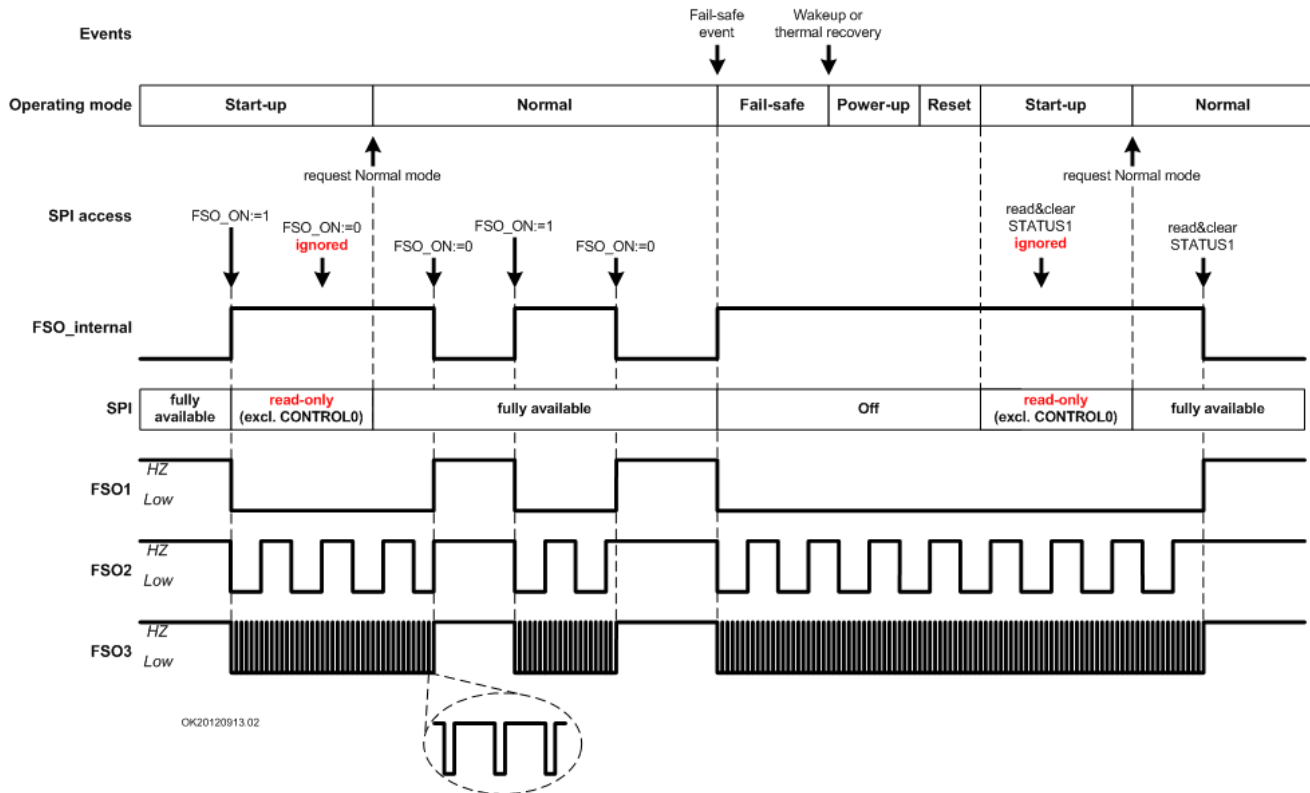 Events
Fail-safe
event
Wakeup or
thermal recovery
Operating mode
Start-up
Normal
Fail-safe
Power-up
Reset
Start-up
Normal
request Normal mode
request Normal mode
SPI access
FSO_ON:=1
FSO_ON:=0
ignored
FSO_ON:=0
FSO_ON:=1
FSO_ON:=0
read&clear
STATUS1
ignored
read&clear
STATUS1
FSO_internal
SPI
fully
available
read-only
(excl. CONTROL0)
fully available
Off
read-only
(excl. CONTROL0)
fully available
FSO1
HZ
Low
FSO2
HZ
Low
FSO3
HZ
Low
OK20120913.02